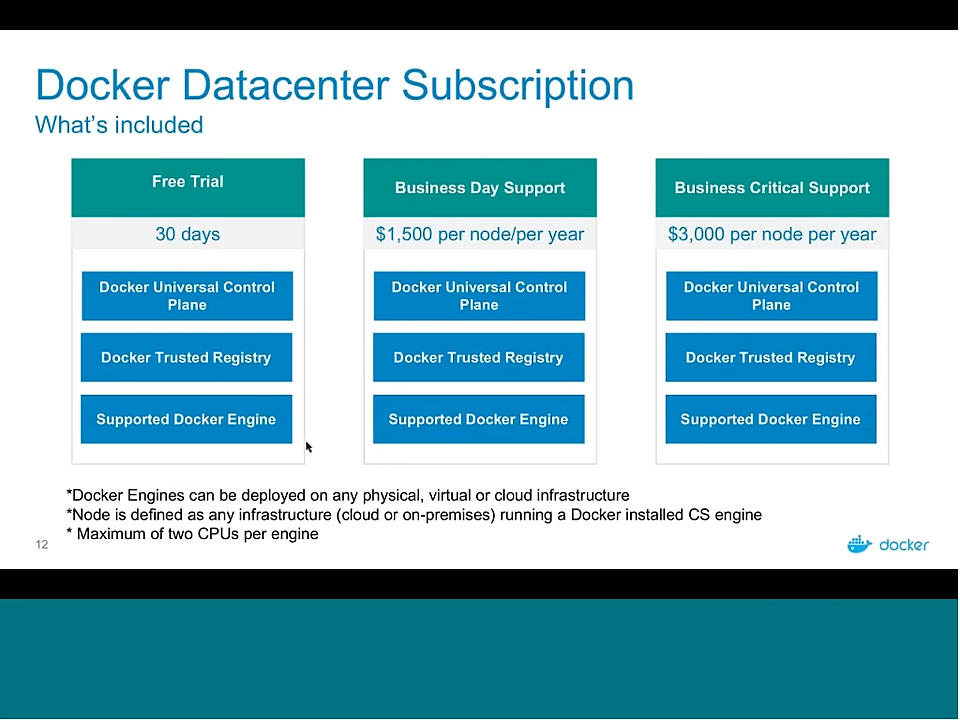 Docker Datacenter Subscription
What's included
Free Trial
30 days
Docker Universal Control
Plane
Docker Trusted Registry
Supported Docker Engine
Business Day Support
$1,500 per node/per year
Docker Universal Control
Plane
Docker Trusted Registry
Supported Docker Engine
Business Critical Support
$3,000 per node per year
Docker Universal Control
Plane
Docker Trusted Registry
Supported Docker Engine
*Docker Engines can be deployed on any physical, virtual or cloud infrastructure
*Node is defined as any infrastructure (cloud or on-premises) running a Docker installed CS engine
* Maximum of two CPUs per engine
12
docker